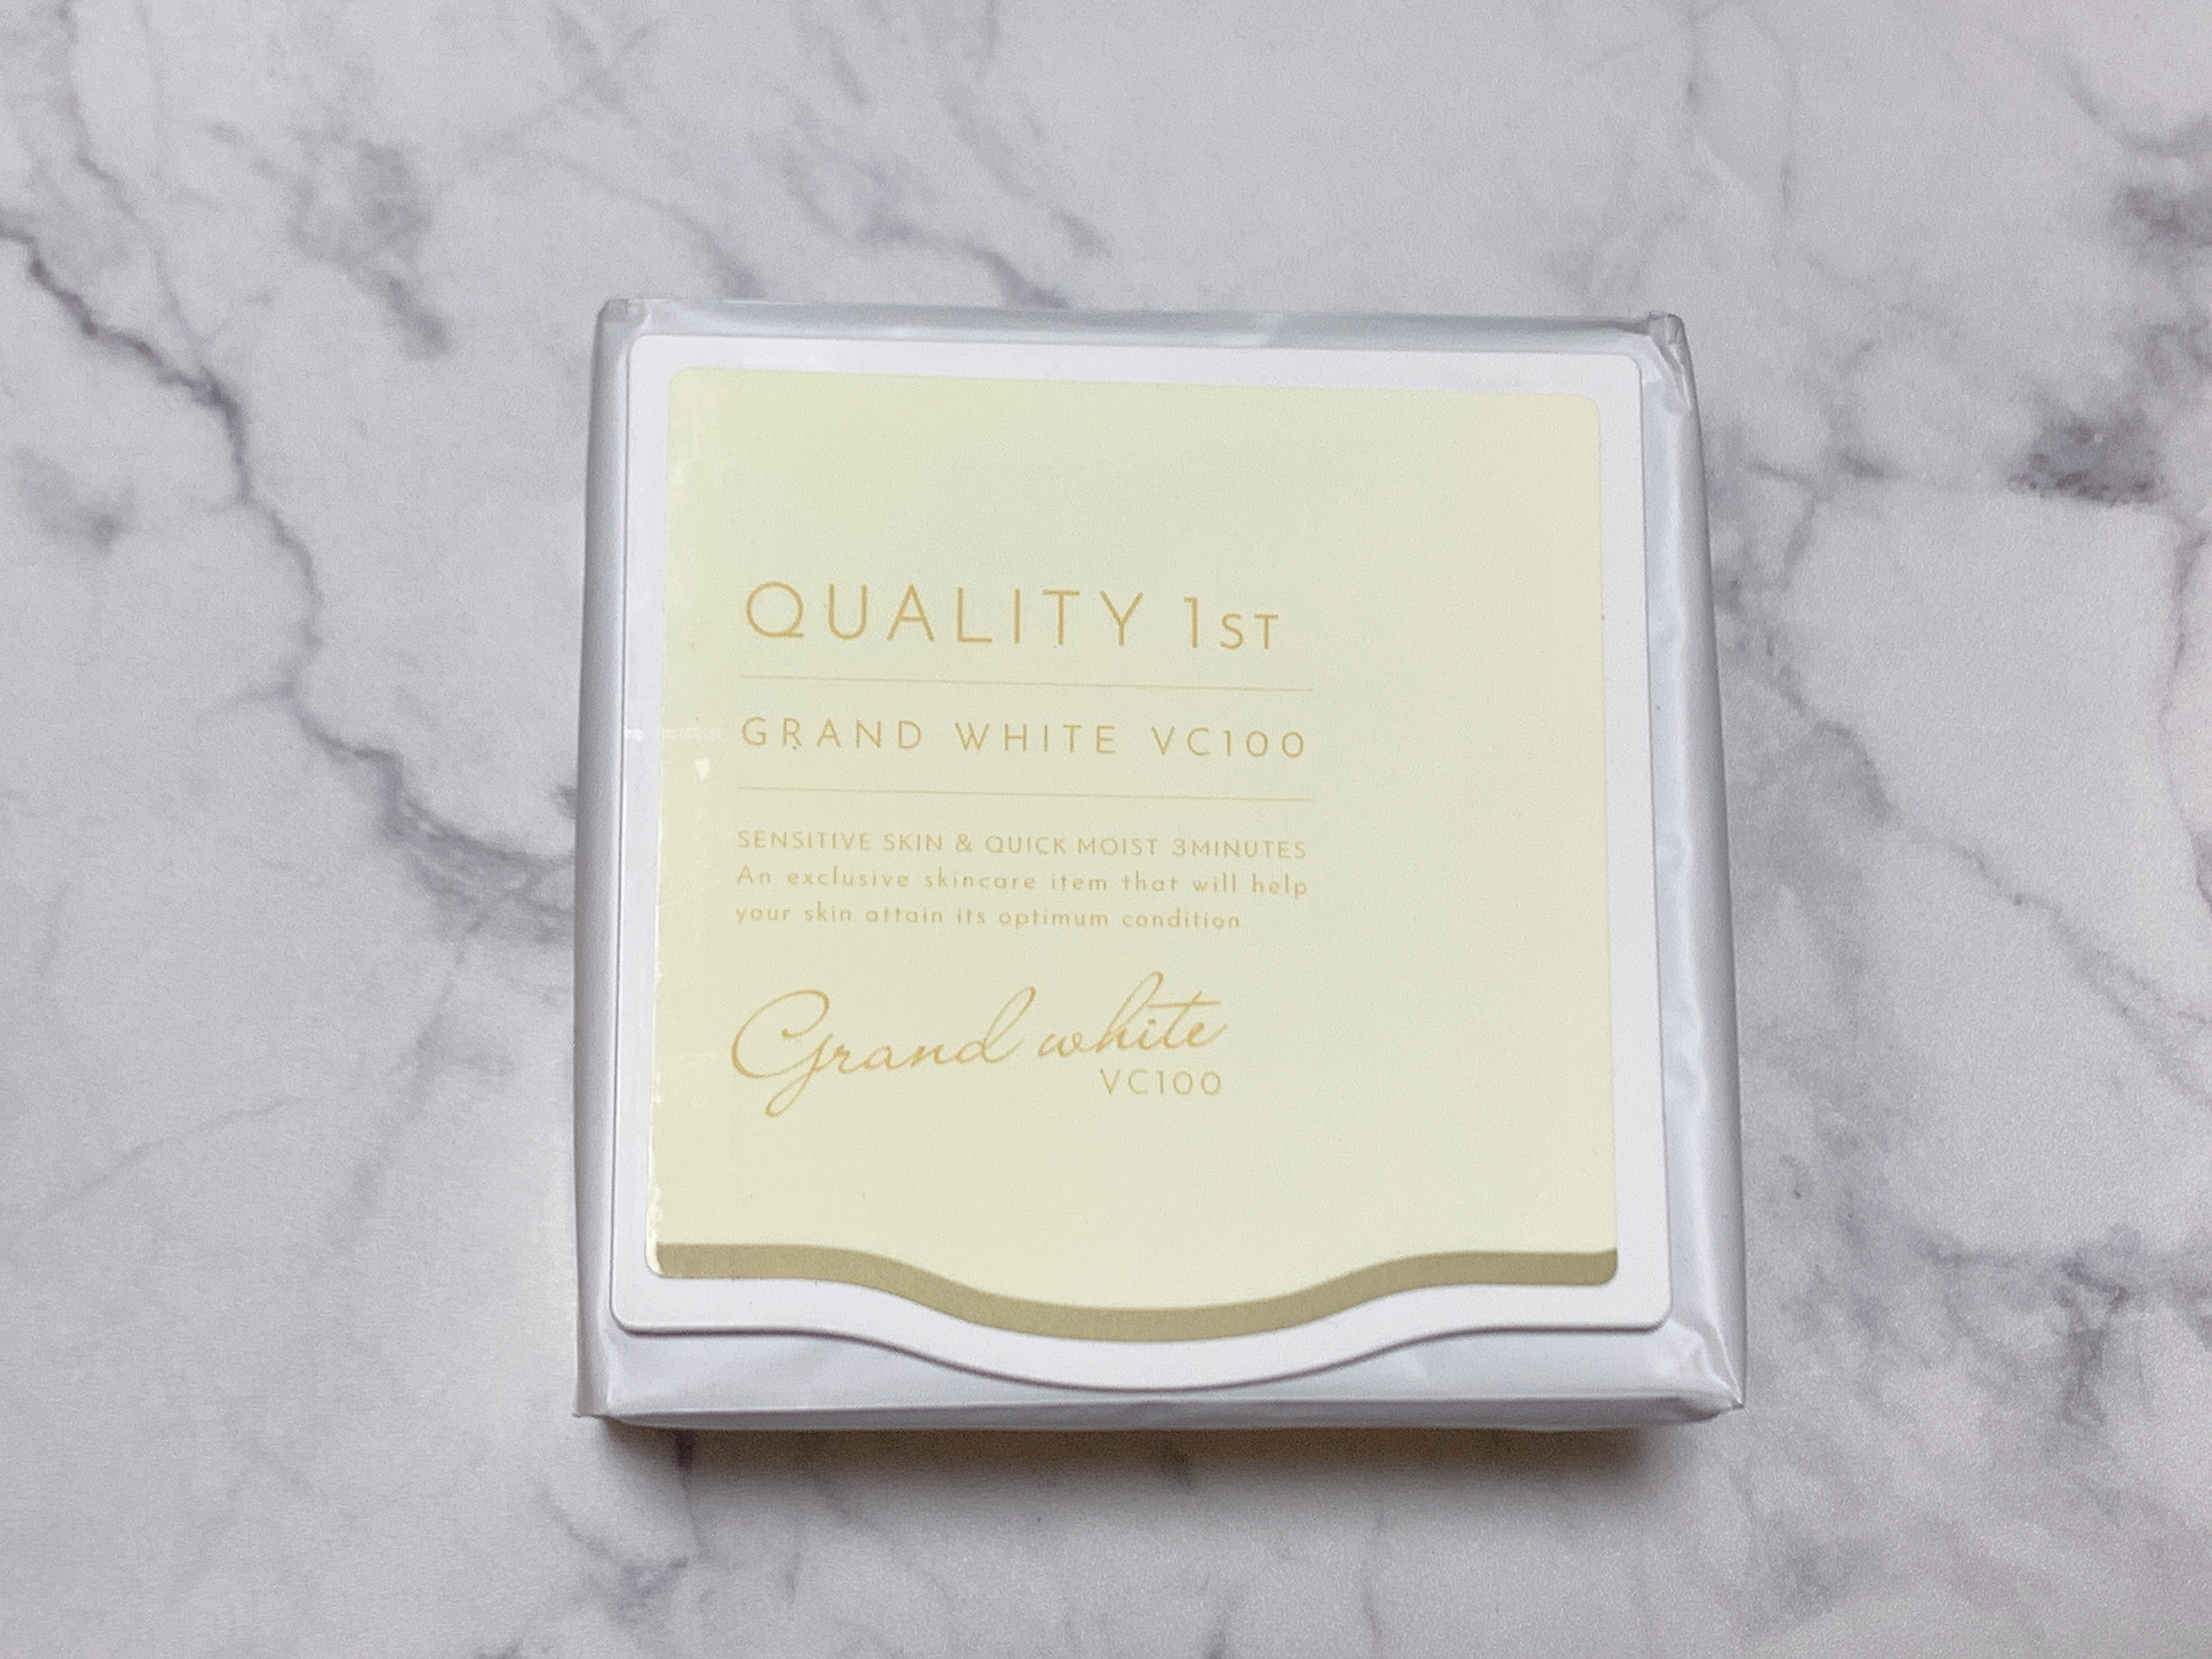 QUALITY 1ST
GRAND WHITE VC100
SENSITIVE SKIN & QUICK MOIST 3MINUTES
An exclusive skincare item that will help
your skin attain its optimum condition
Grand white
VC100